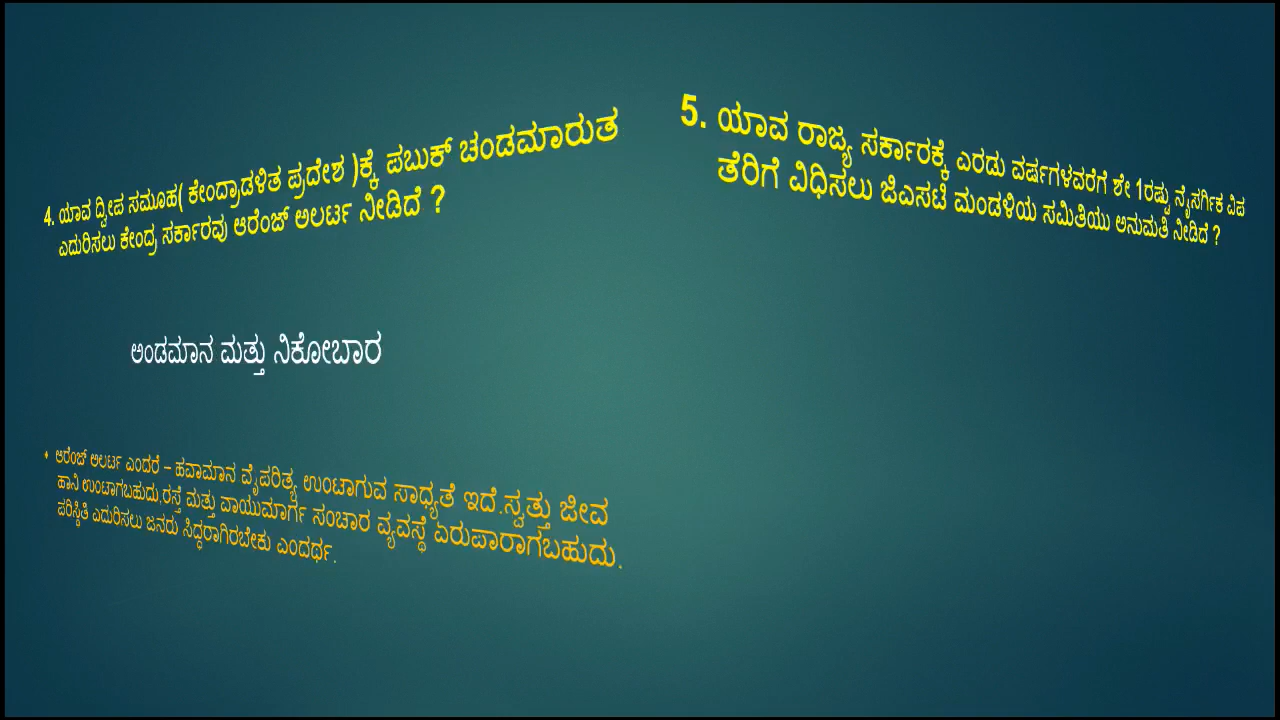 4. ಯಾವ ದ್ವೀಪ ಸಮೂಹ( ಕೇಂದ್ರಾಡಳಿತ ಪ್ರದೇಶ )ಕ್ಕೆ ಪಬುಕ್ ಚಂಡಮಾರುತ
ಎದುರಿಸಲು ಕೇಂದ್ರ ಸರ್ಕಾರವು ಆರೆಂಜ್ ಅಲರ್ಟ ನೀಡಿದೆ ?
ಅಂಡಮಾನ ಮತ್ತು ನಿಕೋಬಾರ
• ಆರೆಂಜ್ ಅಲರ್ಟ ಎಂದರೆ – ಹವಾಮಾನ ವೈಪರಿತ್ಯ ಉಂಟಾಗುವ ಸಾಧ್ಯತೆ ಇದೆ.ಸ್ವತ್ತು ಜೀವ
ಹಾನಿ ಉಂಟಾಗಬಹುದು.ರಸ್ತೆ ಮತ್ತು ವಾಯುಮಾರ್ಗ ಸಂಚಾರ ವ್ಯವಸ್ಥೆ ಏರುಪಾರಾಗಬಹುದು.
ಪರಿಸ್ಥಿತಿ ಎದುರಿಸಲು ಜನರು ಸಿದ್ಧರಾಗಿರಬೇಕು ಎಂದರ್ಥ.
5. ಯಾವ ರಾಜ್ಯ ಸರ್ಕಾರಕ್ಕೆ ಎರಡು ವರ್ಷಗಳವರೆಗೆ ಶೇ 1ರಷ್ಟು ನೈಸರ್ಗಿಕ ವಿಪ
ತೆರಿಗೆ ವಿಧಿಸಲು ಜಿಎಸಟಿ ಮಂಡಳಿಯ ಸಮಿತಿಯು ಅನುಮತಿ ನೀಡಿದೆ ?